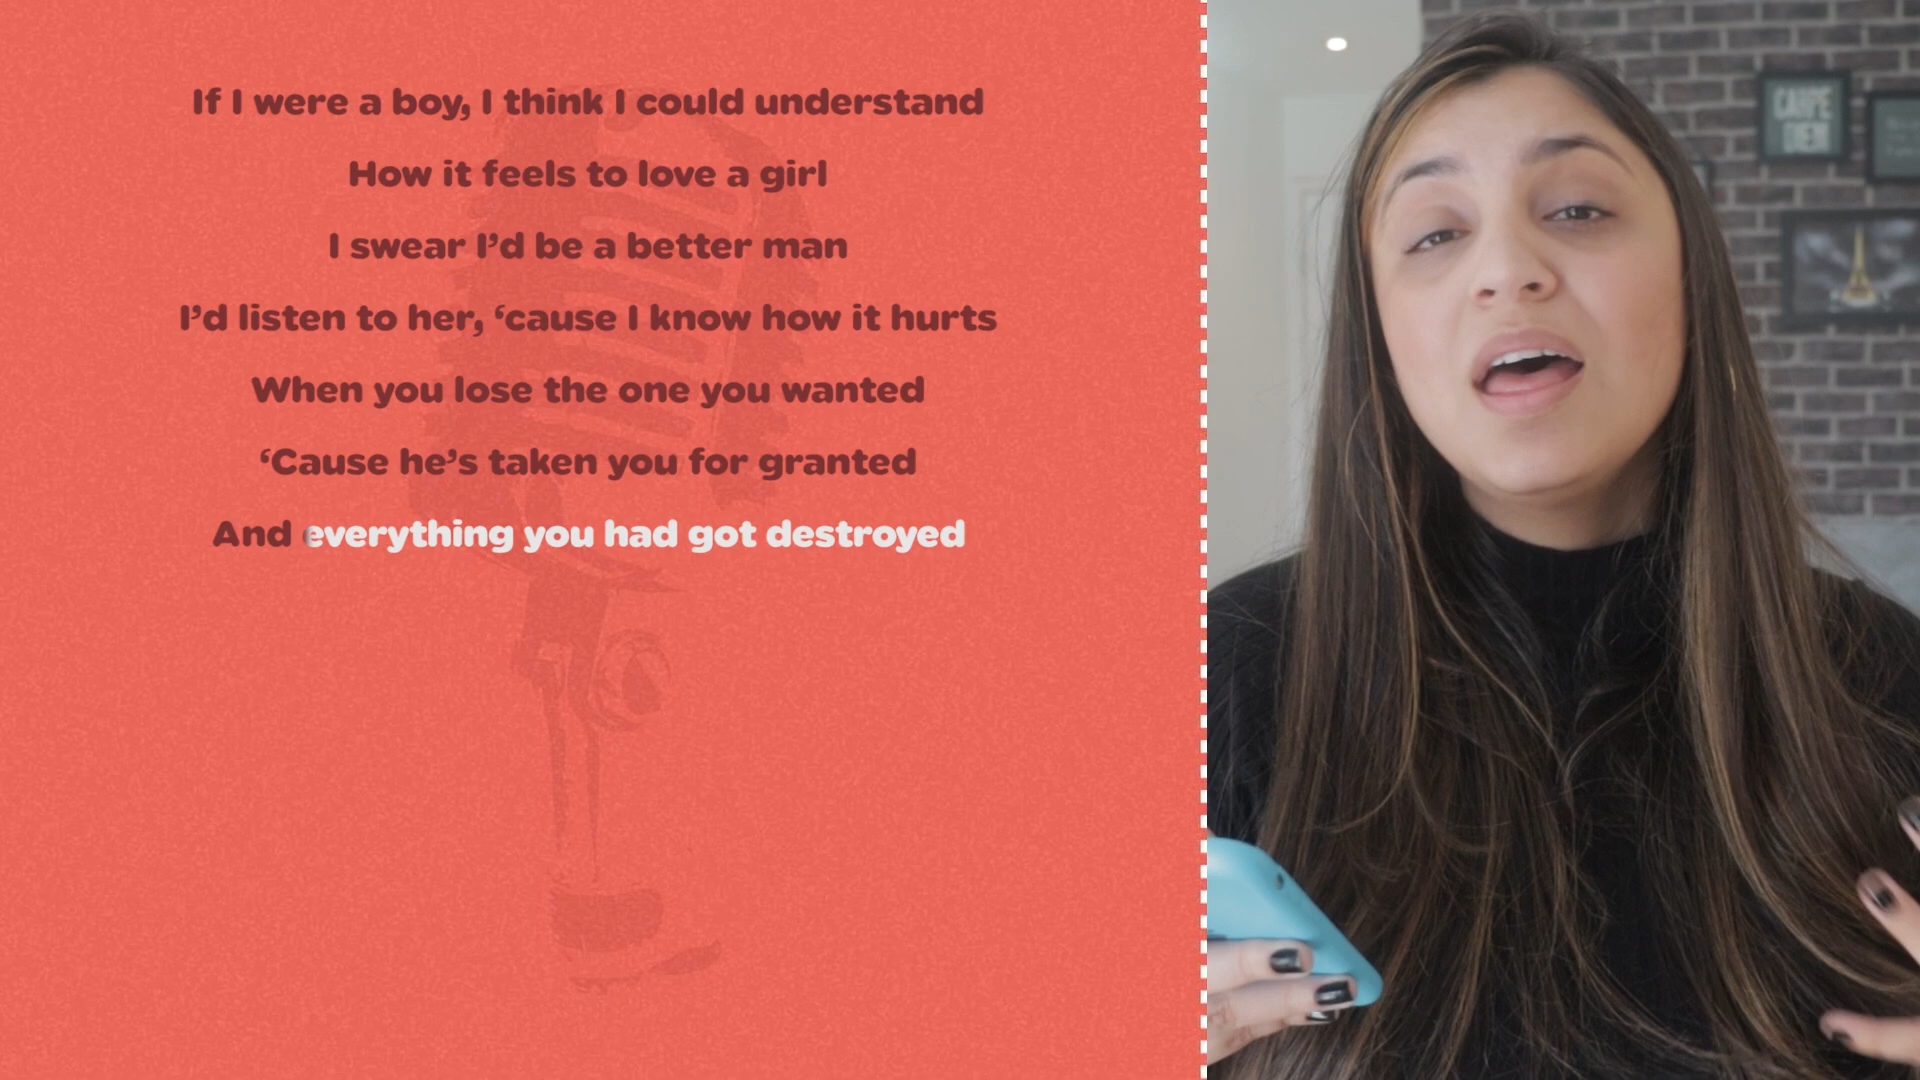 If I were a boy, I think I could understand
How it feels to love a girl
I swear I’d be a better man
I’d listen to her, ‘cause I know how it hurts
When you lose the one you wanted
‘Cause he’s taken you for granted
And everything you had got destroyed
CARPE
DIEM